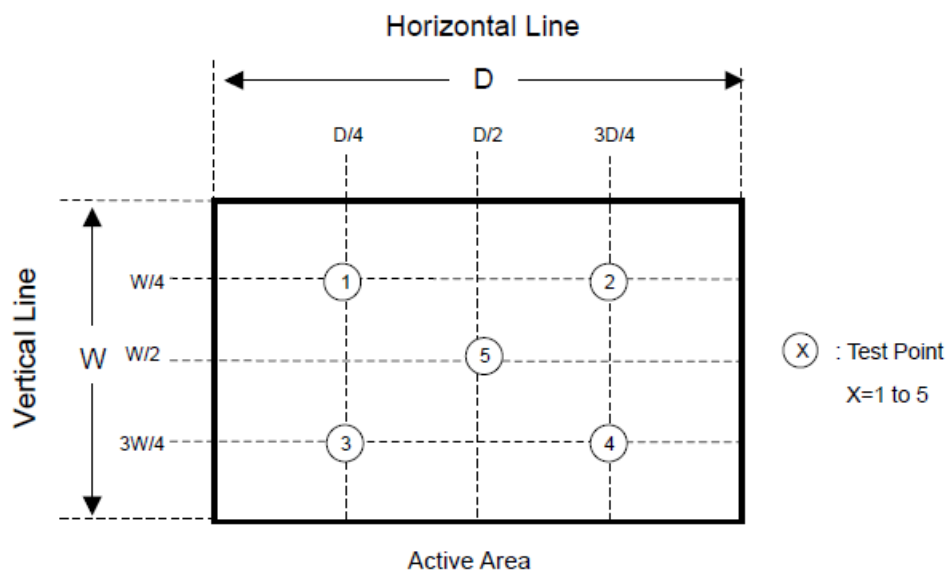 Horizontal Line
D
D/4
D/2
3D/4
Vertical Line
W
W/4
W/2
3W/4
1
2
5
3
4
X : Test Point
X=1 to 5
Active Area